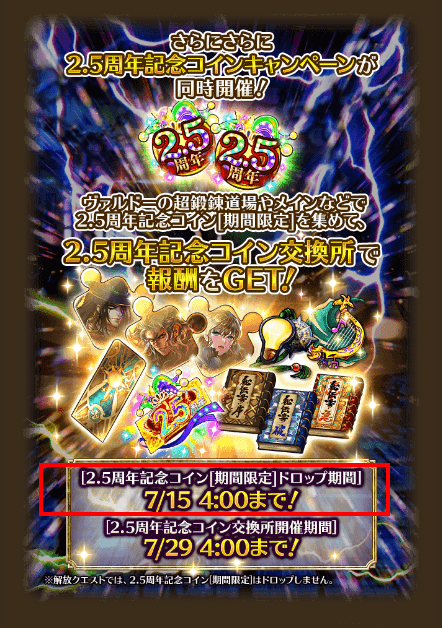 さらにさらに
2.5周年記念コインキャンペーンが
同時開催!
2.5
周年
2.5
周年
ヴァルドーの超鍛錬道場やメインなどで
2.5周年記念コイン[期間限定]を集めて、
2.5周年記念コイン交換所で
報酬をGET!
2.5
[2.5周年記念コイン[期間限定]ドロップ期間]
7/15 4:00まで!
[2.5周年記念コイン交換所開催期間]
7/29 4:00まで!
※解放クエストでは、2.5周年記念コイン[期間限定]はドロップしません。